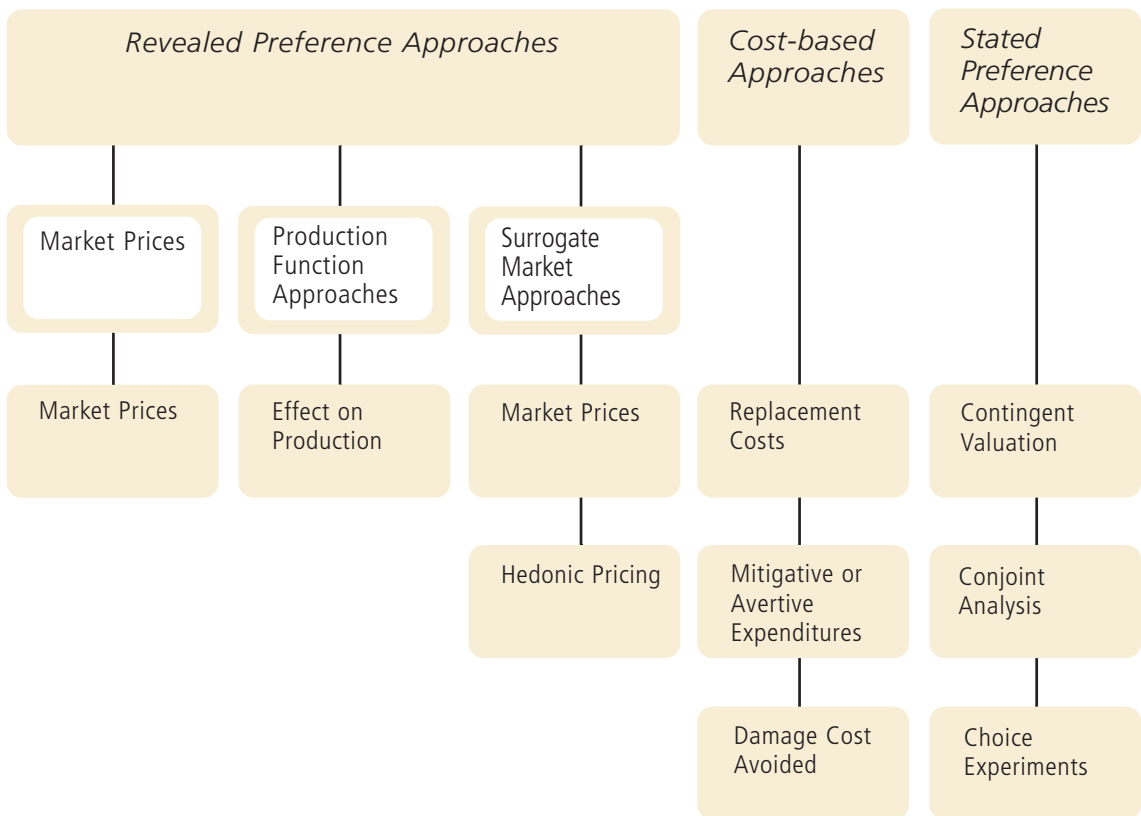 Revealed Preference Approaches
Cost-based
Approaches
Stated
Preference
Approaches
Market Prices
Production
Function
Approaches
Surrogate
Market
Approaches
Market Prices
Effect on
Production
Market Prices
Replacement
Costs
Contingent
Valuation
Hedonic Pricing
Mitigative or
Avertive
Expenditures
Conjoint
Analysis
Damage Cost
Avoided
Choice
Experiments